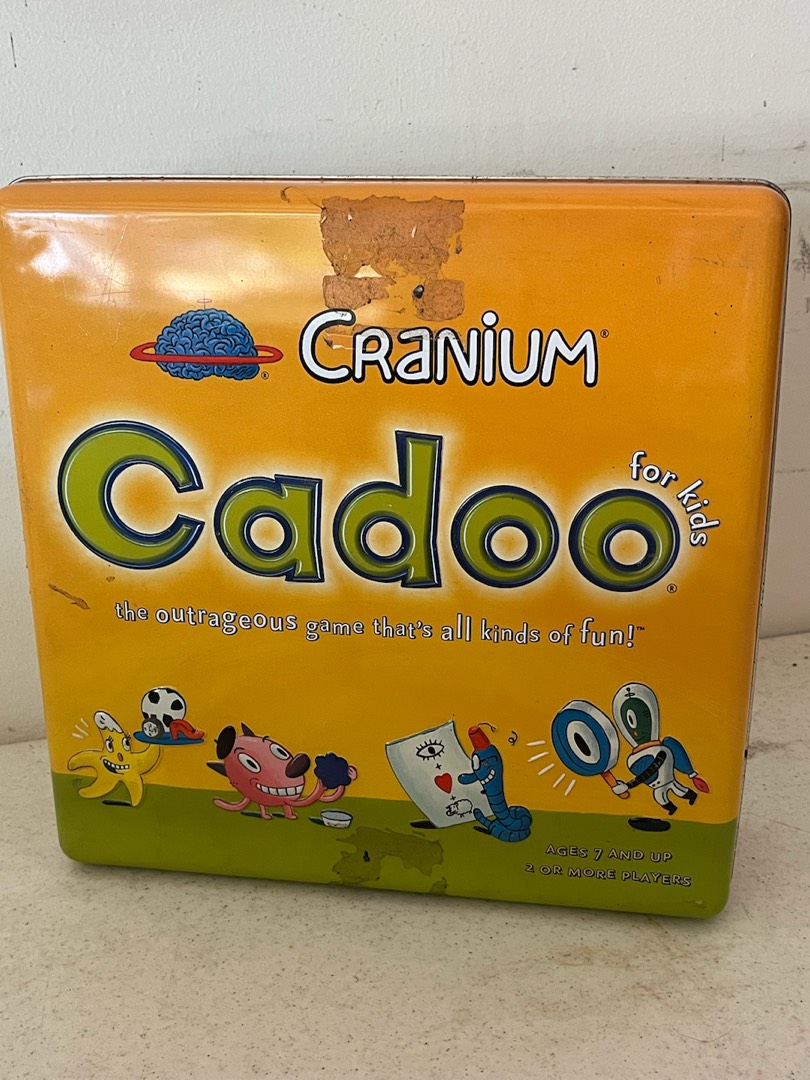 CRANIUM®
Cadoo®
for kids
the outrageous game that's all kinds of fun!™
+
+
AGES 7 AND UP
2 OR MORE PLAYERS